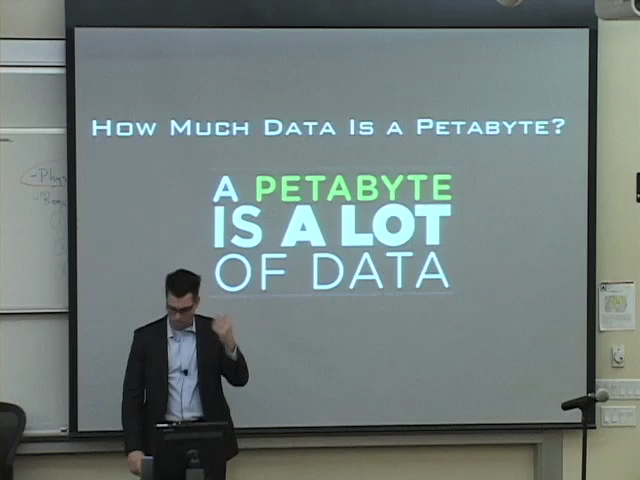 How Much Data Is a Petabyte?
A PETABYTE
IS A LOT
OF DATA